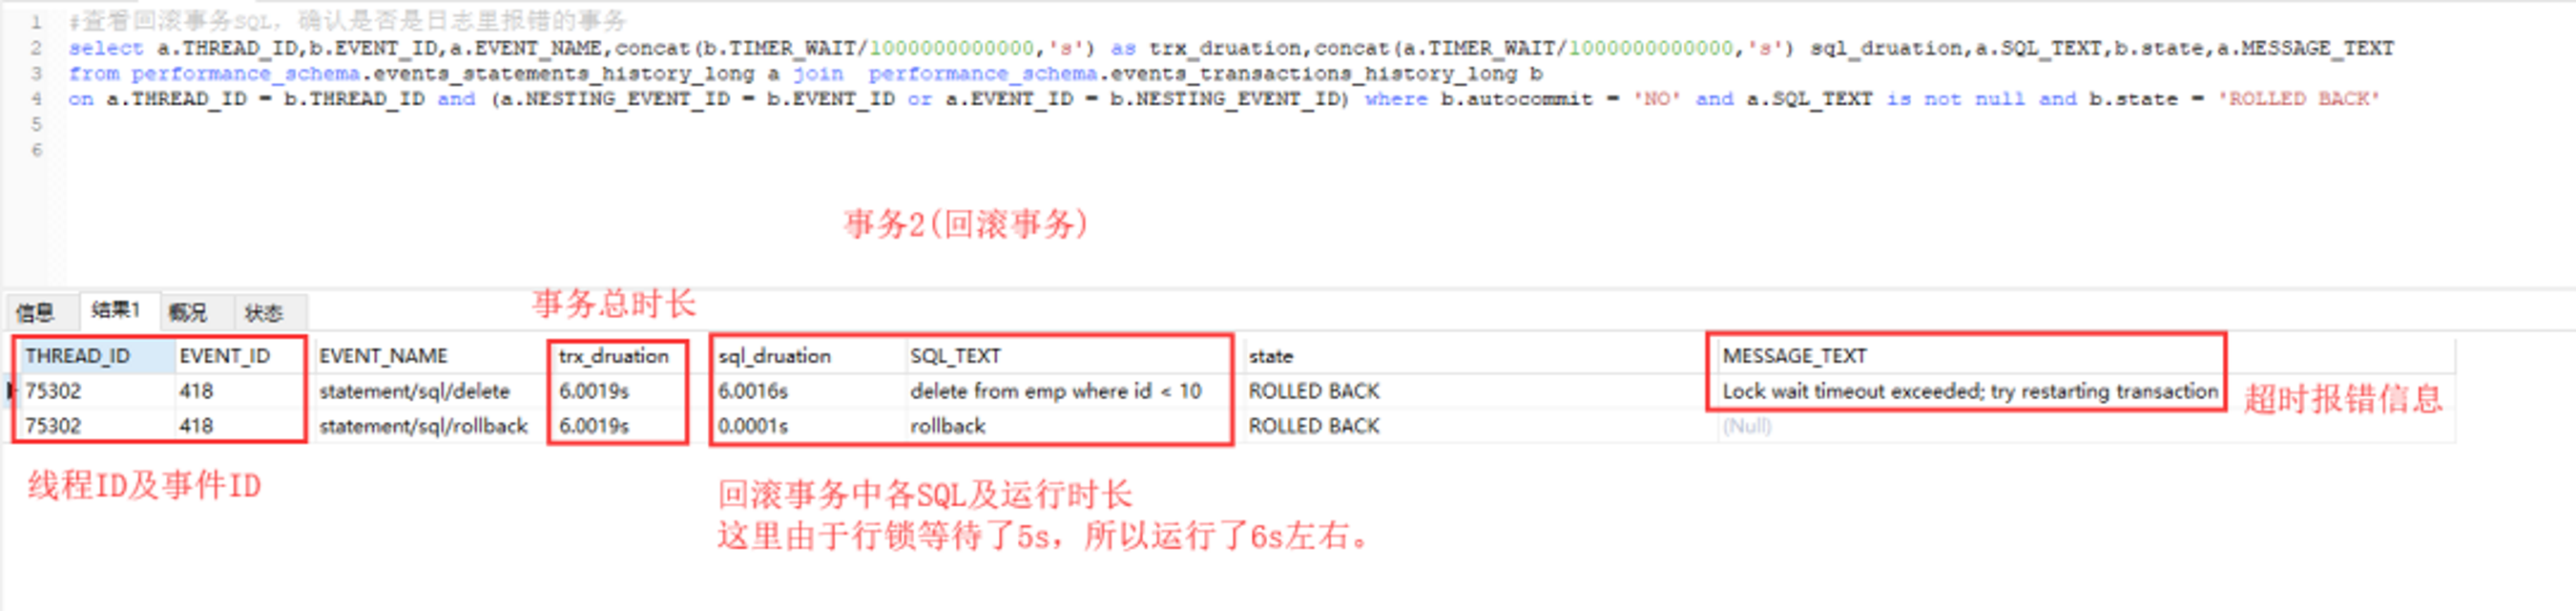 1 #查看回滚事务SQL，确认是否是日志里报错的事务
2 select a.THREAD_ID,b.EVENT_ID,a.EVENT_NAME,concat(b.TIMER_WAIT/1000000000000,'s') as trx_druation,concat(a.TIMER_WAIT/1000000000000,'s') sql_druation,a.SQL_TEXT,b.state,a.MESSAGE_TEXT
3 from performance_schema.events_statements_history_long a join  performance_schema.events_transactions_history_long b
4 on a.THREAD_ID = b.THREAD_ID and (a.NESTING_EVENT_ID = b.EVENT_ID or a.EVENT_ID = b.NESTING_EVENT_ID) where b.autocommit = 'NO' and a.SQL_TEXT is not null and b.state = 'ROLLED BACK'
5
6
事务2(回滚事务)
信息 结果1 概况 状态
事务总时长
THREAD_ID EVENT_ID EVENT_NAME trx_druation sql_druation SQL_TEXT state MESSAGE_TEXT
75302 418 statement/sql/delete 6.0019s 6.0016s delete from emp where id < 10 ROLLED BACK Lock wait timeout exceeded; try restarting transaction
超时报错信息
75302 418 statement/sql/rollback 6.0019s 0.0001s rollback ROLLED BACK (Null)
线程ID及事件ID
回滚事务中各SQL及运行时长
这里由于行锁等待了5s，所以运行了6s左右。